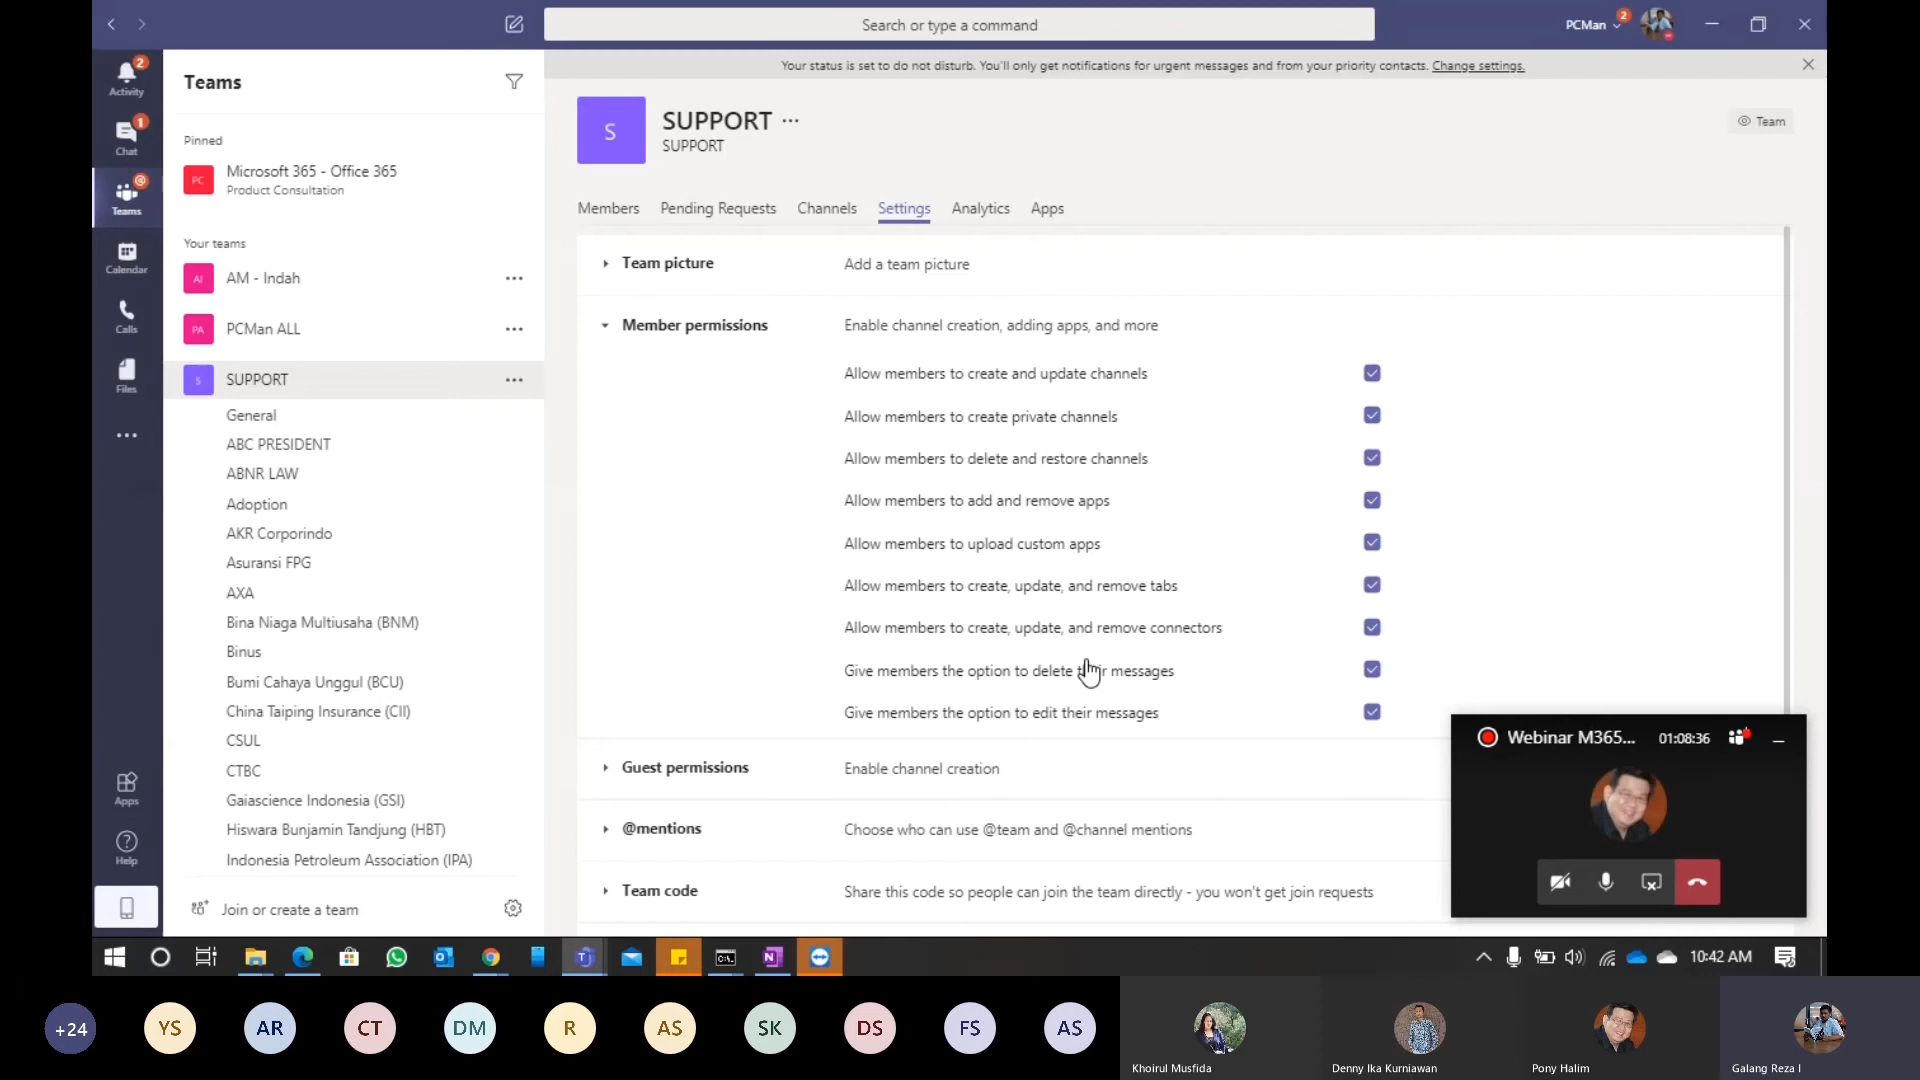 Search or type a command
PCMan
2
Your status is set to do not disturb. You'll only get notifications for urgent messages and from your priority contacts. Change settings.
2
Activity
1
Chat
Teams
Calendar
Calls
Files
Apps
Help
Teams
Pinned
PC
Microsoft 365 - Office 365
Product Consultation
Your teams
AI
AM - Indah
PA
PCMan ALL
S
SUPPORT
General
ABC PRESIDENT
ABNR LAW
Adoption
AKR Corporindo
Asuransi FPG
AXA
Bina Niaga Multiusaha (BNM)
Binus
Bumi Cahaya Unggul (BCU)
China Taiping Insurance (CII)
CSUL
CTBC
Gaiascience Indonesia (GSI)
Hiswara Bunjamin Tandjung (HBT)
Indonesia Petroleum Association (IPA)
Join or create a team
S
SUPPORT
SUPPORT
Team
Members Pending Requests Channels Settings Analytics Apps
Team picture Add a team picture
Member permissions Enable channel creation, adding apps, and more
Allow members to create and update channels
Allow members to create private channels
Allow members to delete and restore channels
Allow members to add and remove apps
Allow members to upload custom apps
Allow members to create, update, and remove tabs
Allow members to create, update, and remove connectors
Give members the option to delete their messages
Give members the option to edit their messages
Guest permissions Enable channel creation
@mentions Choose who can use @team and @channel mentions
Team code Share this code so people can join the team directly - you won't get join requests
Webinar M365... 01:08:36
10:42 AM
+24 YS AR CT DM R AS SK DS FS AS
Khoirul Musfida Denny Ika Kurniawan Pony Halim Galang Reza I